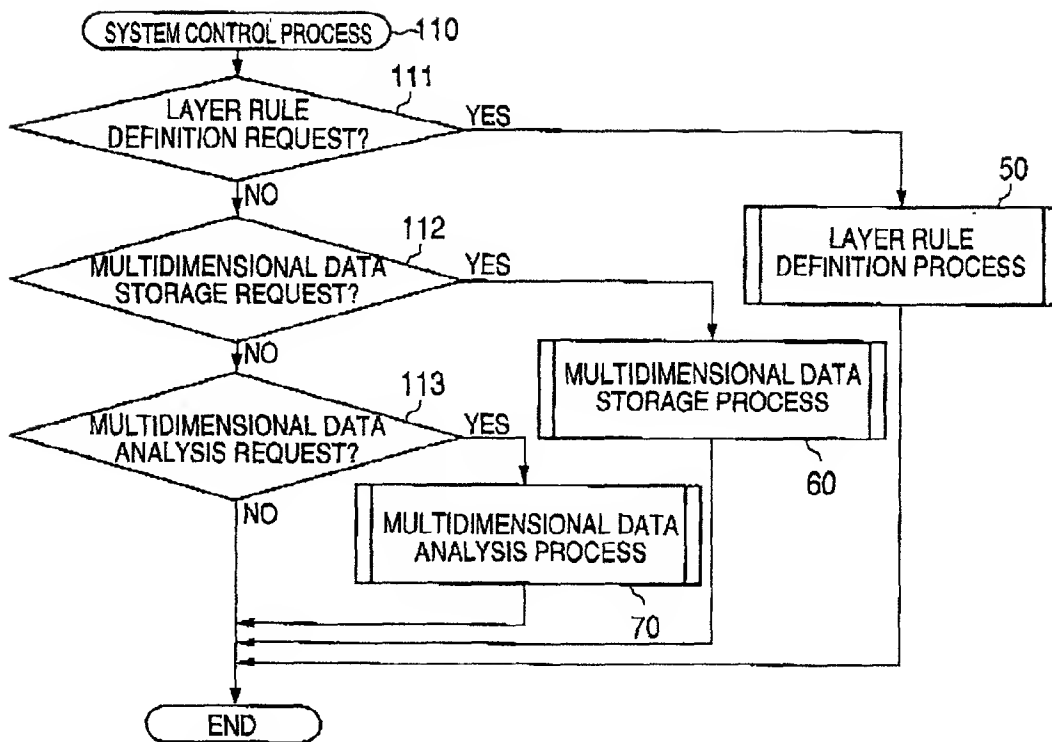 SYSTEM CONTROL PROCESS
110
111
LAYER RULE
DEFINITION REQUEST?
YES
NO
50
LAYER RULE
DEFINITION PROCESS
112
MULTIDIMENSIONAL DATA
STORAGE REQUEST?
YES
NO
MULTIDIMENSIONAL DATA
STORAGE PROCESS
60
113
MULTIDIMENSIONAL DATA
ANALYSIS REQUEST?
YES
NO
MULTIDIMENSIONAL DATA
ANALYSIS PROCESS
70
END